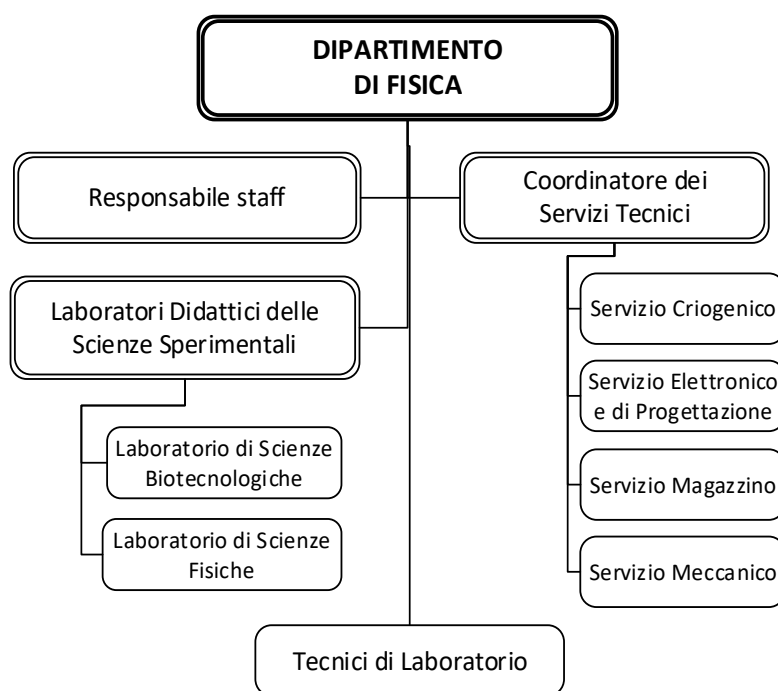 DIPARTIMENTO
DI FISICA
Responsabile staff
Coordinatore dei
Servizi Tecnici
Laboratori Didattici delle
Scienze Sperimentali
Laboratorio di Scienze
Biotecnologiche
Laboratorio di Scienze
Fisiche
Servizio Criogenico
Servizio Elettronico
e di Progettazione
Servizio Magazzino
Servizio Meccanico
Tecnici di Laboratorio